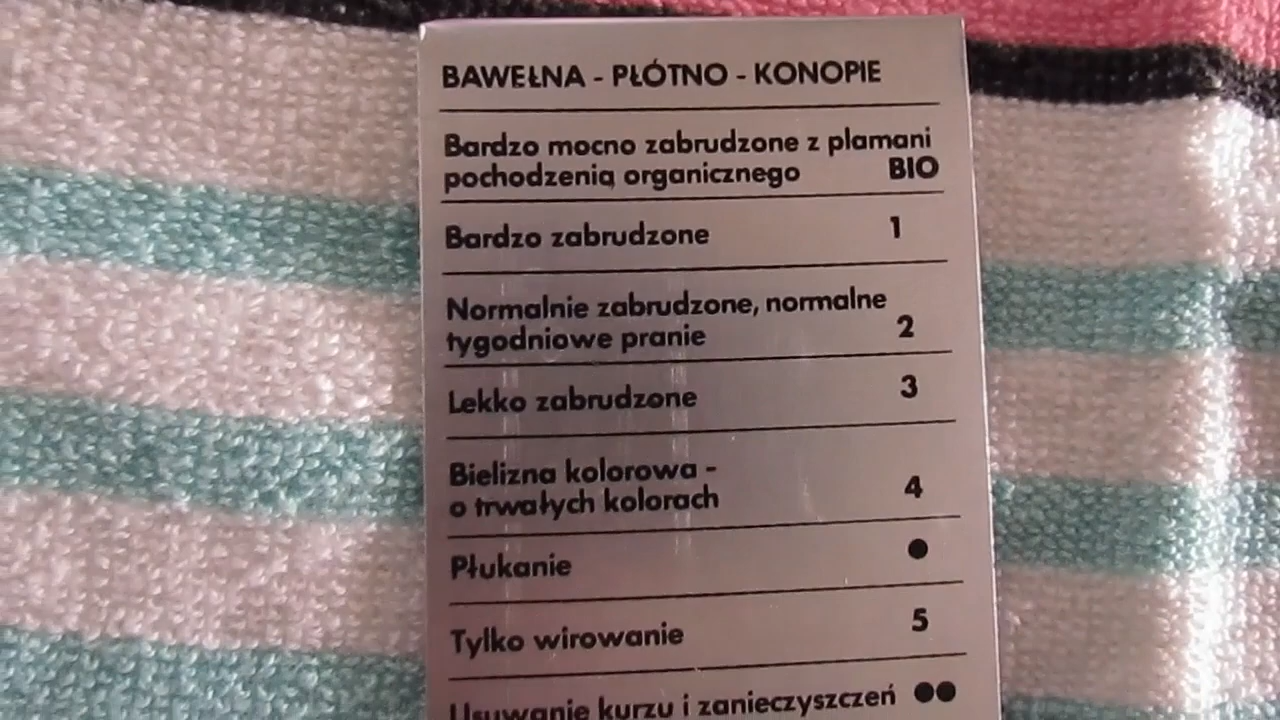 BAWEŁNA - PŁÓTNO - KONOPIE
Bardzo mocno zabrudzone z plamani
pochodzenia organicznego BIO
Bardzo zabrudzone 1
Normalnie zabrudzone, normalne
tygodniowe pranie 2
Lekko zabrudzone 3
Bielizna kolorowa -
o trwałych kolorach 4
Płukanie ●
Tylko wirowanie 5
Usuwanie kurzu i zanieczyszczeń ●●